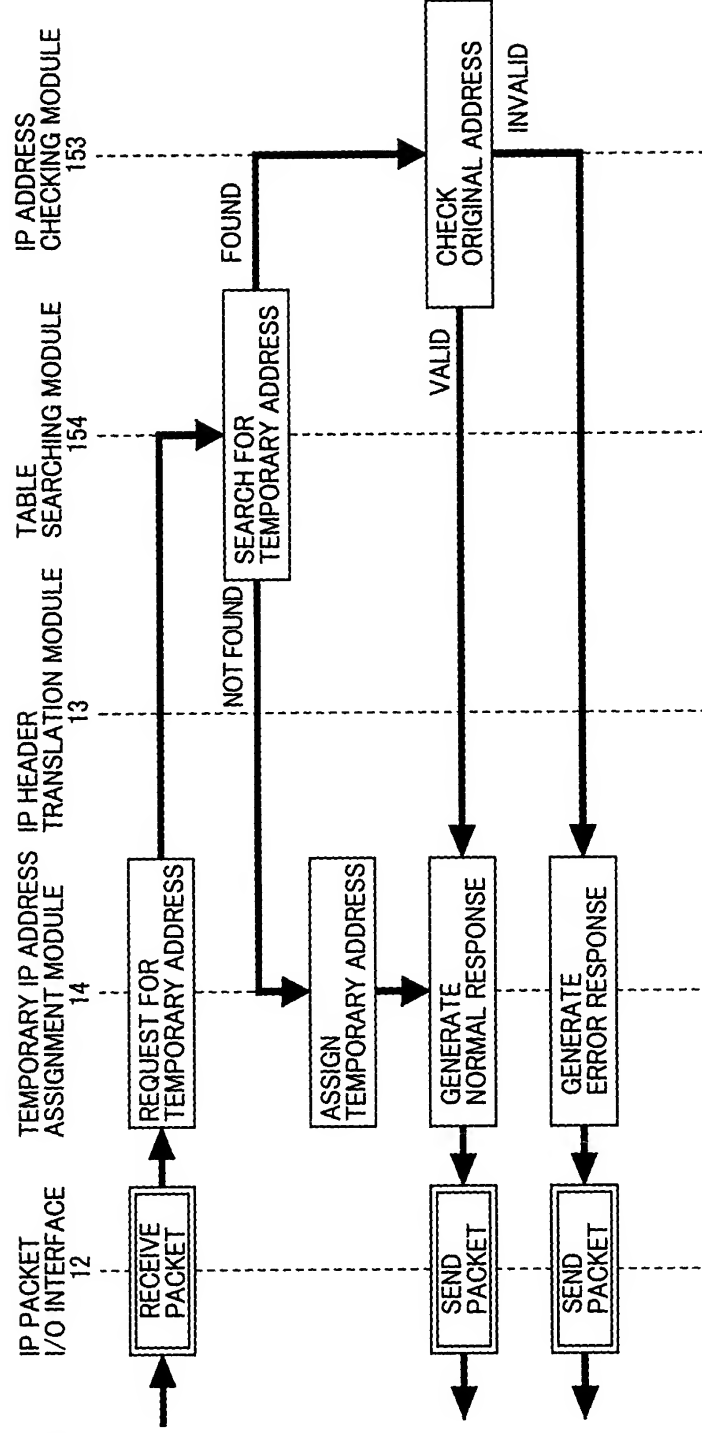 IP PACKET
I/O INTERFACE
12
TEMPORARY IP ADDRESS
ASSIGNMENT MODULE
14
IP HEADER
TRANSLATION MODULE
13
TABLE
SEARCHING MODULE
154
IP ADDRESS
CHECKING MODULE
153
RECEIVE
PACKET
REQUEST FOR
TEMPORARY ADDRESS
SEARCH FOR
TEMPORARY ADDRESS
NOT FOUND
FOUND
ASSIGN
TEMPORARY ADDRESS
CHECK
ORIGINAL ADDRESS
VALID
INVALID
GENERATE
NORMAL RESPONSE
SEND
PACKET
GENERATE
ERROR RESPONSE
SEND
PACKET